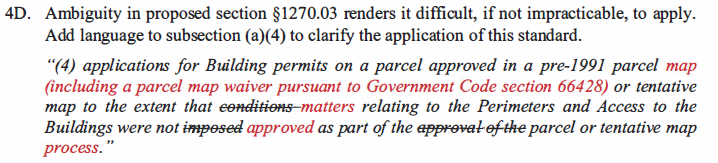 4D. Ambiguity in proposed section §1270.03 renders it difficult, if not impracticable, to apply.
Add language to subsection (a)(4) to clarify the application of this standard.
“(4) applications for Building permits on a parcel approved in a pre-1991 parcel map
(including a parcel map waiver pursuant to Government Code section 66428) or tentative
map to the extent that conditions matters relating to the Perimeters and Access to the
Buildings were not imposed approved as part of the approval of the parcel or tentative map
process.”